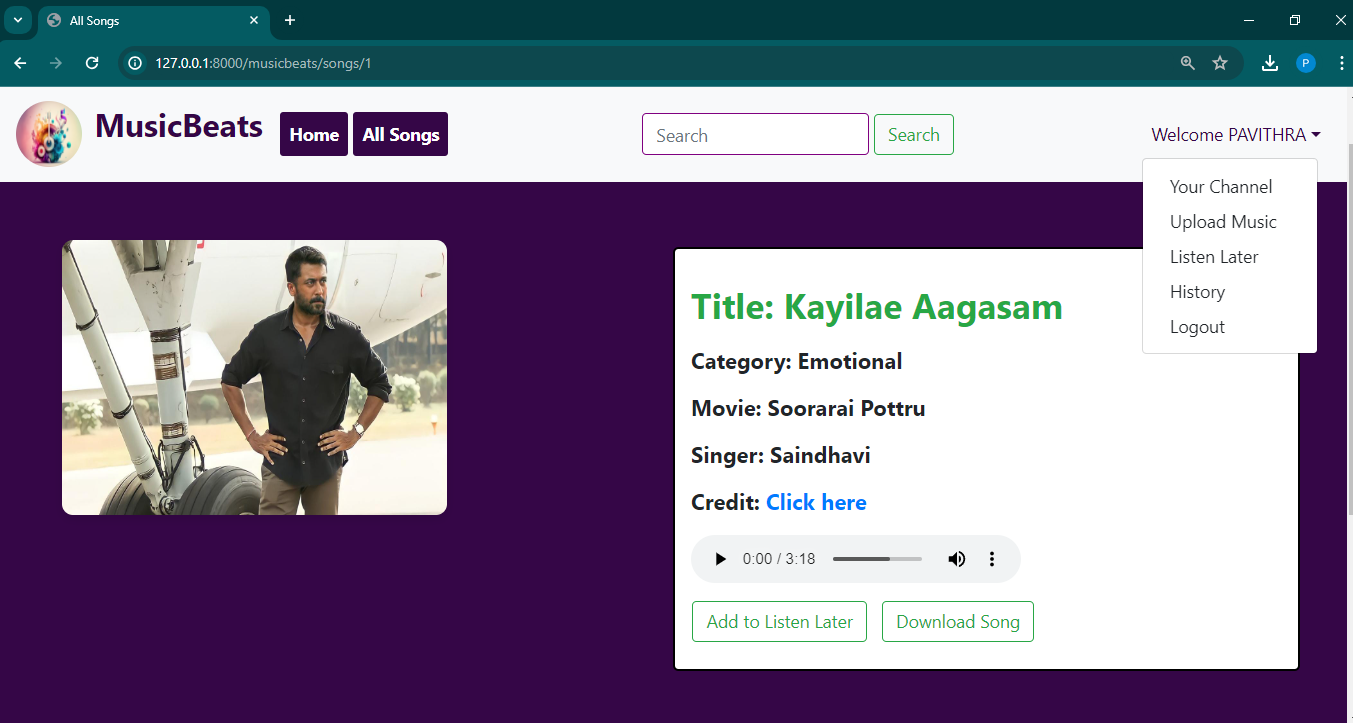 All Songs
127.0.0.1:8000/musicbeats/songs/1
P
MusicBeats
Home
All Songs
Search
Search
Welcome PAVITHRA
Your Channel
Upload Music
Listen Later
History
Logout
Title: Kayilae Aagasam
Category: Emotional
Movie: Soorarai Pottru
Singer: Saindhavi
Credit: Click here
0:00 / 3:18
Add to Listen Later
Download Song